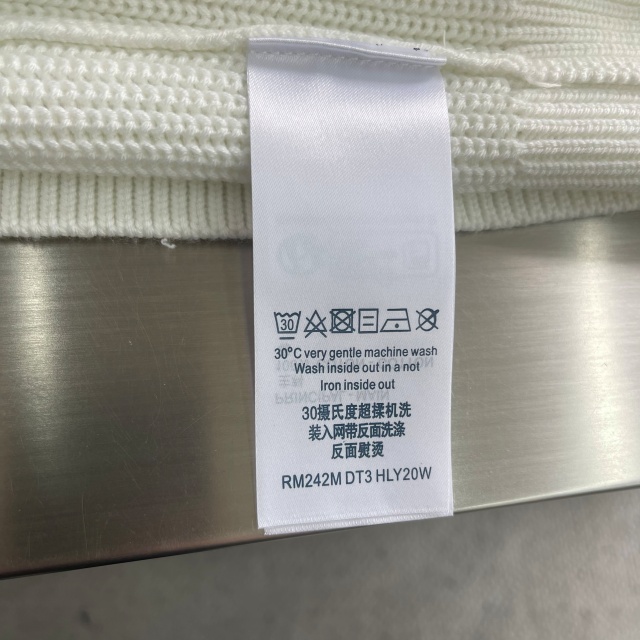 30
30°C very gentle machine wash
Wash inside out in a not
Iron inside out
30摄氏度超揉机洗
装入网带反面洗涤
反面熨烫
RM242M DT3 HLY20W